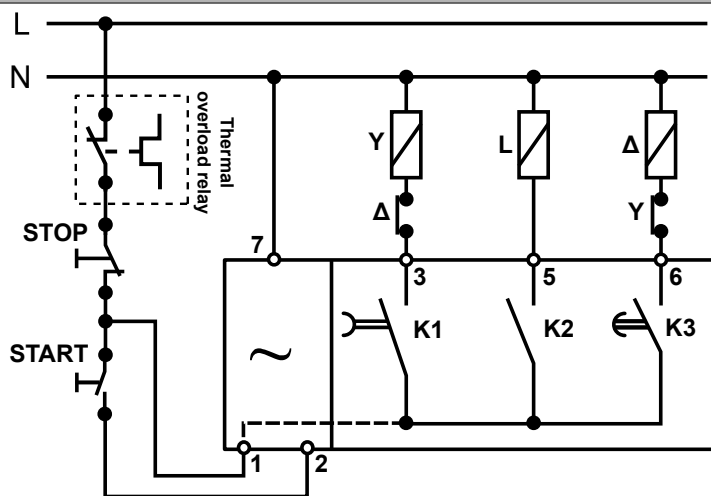 L
N
Thermal
overload relay
Y
L
Δ
Δ
Y
STOP
7
3
5
6
K1
K2
K3
~
START
1
2